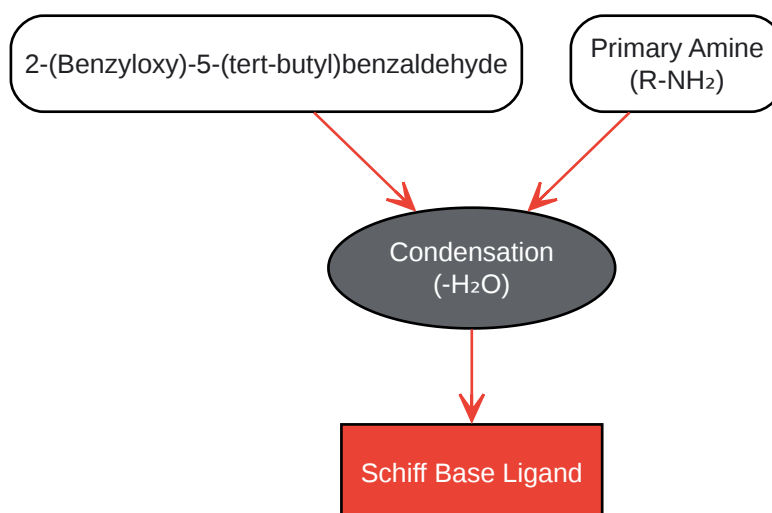 2-(Benzyloxy)-5-(tert-butyl)benzaldehyde
Primary Amine
(R-NH₂)
Condensation
(-H₂O)
Schiff Base Ligand